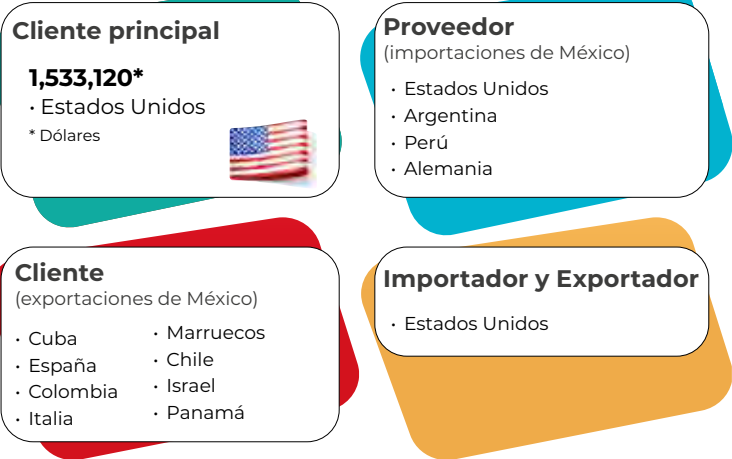 Cliente principal
1,533,120*
· Estados Unidos
* Dólares
Proveedor
(importaciones de México)
· Estados Unidos
· Argentina
· Perú
· Alemania
Cliente
(exportaciones de México)
· Cuba
· España
· Colombia
· Italia
· Marruecos
· Chile
· Israel
· Panamá
Importador y Exportador
· Estados Unidos